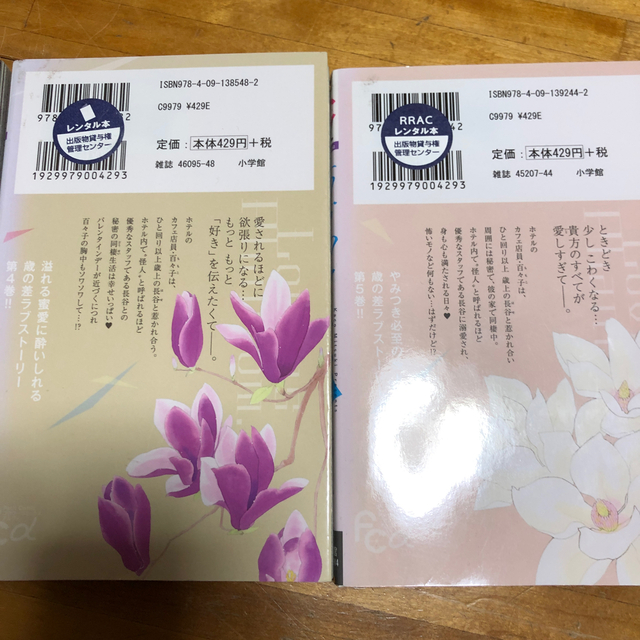 ISBN978-4-09-138548-2
C9979 ¥429E
レンタル本
出版物貸与権
管理センター
1929979004293
定価：本体429円+税
雑誌 46095-48 小学館
愛されるほどに
欲張りになる…
もっと もっと
「好き」を伝えたくて――。
ホテルの
カフェ店員・百々子は、
ひと回り以上歳上の長谷と惹かれ合う。
ホテル内で、怪人♪と呼ばれるほど
優秀なスタッフである長谷との
秘密の同棲生活は幸せいっぱい♥
バレンタインデーが近づくにつれ
百々子の胸中もソワソワして…!?
溢れる蜜愛に酔いしれる
歳の差ラブストーリー
第4巻!!
ISBN978-4-09-139244-2
C9979 ¥429E
RRAC
レンタル本
出版物貸与権
管理センター
1929979004293
定価：本体429円+税
雑誌 45207-44 小学館
ときどき
少しこわくなる…
貴方のすべてが
愛しすぎて――。
ホテルの
カフェ店員・百々子は、
ひと回り以上歳上の長谷と惹かれ合い
周囲には秘密で、彼の家で同棲中。
ホテル内で、怪人♪と呼ばれるほど
優秀なスタッフである長谷に溺愛され、
身も心も満たされる日々♥
怖いモノなど何もない…はずだけど!?
やみつき必至の
歳の差ラブストーリー
第5巻!!